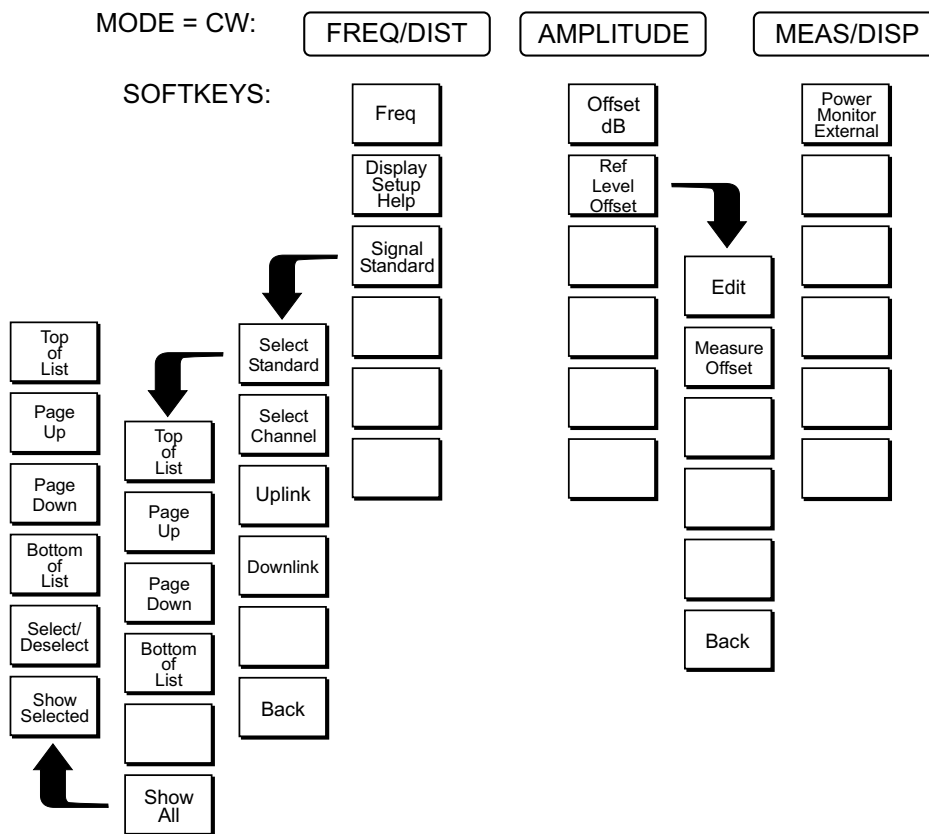 MODE = CW:
FREQ/DIST
AMPLITUDE
MEAS/DISP
SOFTKEYS:
Freq
Display
Setup
Help
Signal
Standard
Select
Standard
Select
Channel
Uplink
Downlink
Back
Top
of
List
Page
Up
Page
Down
Bottom
of
List
Show
All
Top
of
List
Page
Up
Page
Down
Bottom
of
List
Select/
Deselect
Show
Selected
Offset
dB
Ref
Level
Offset
Edit
Measure
Offset
Back
Power
Monitor
External